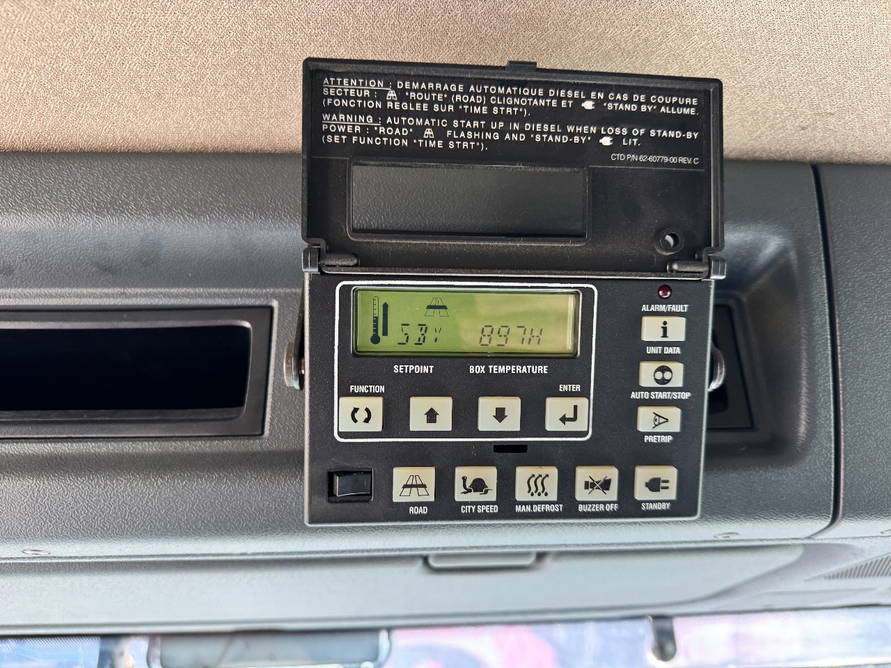 ATTENTION : DEMARRAGE AUTOMATIQUE DIESEL EN CAS DE COUPURE
SECTEUR : "ROUTE" (ROAD) CLIGNOTANTE ET "STAND BY" ALLUME.
(FONCTION REGLEE SUR "TIME STRT").
WARNING : AUTOMATIC START UP IN DIESEL WHEN LOSS OF STAND-BY
POWER : "ROAD" FLASHING AND "STAND-BY" LIT.
(SET FUNCTION "TIME STRT").
CTD P/N 62-60779-00 REV. C
SBY 897H
SETPOINT BOX TEMPERATURE
ALARM/FAULT
i
UNIT DATA
AUTO START/STOP
PRETRIP
FUNCTION ENTER
ROAD CITY SPEED MAN.DEFROST BUZZER OFF STANDBY